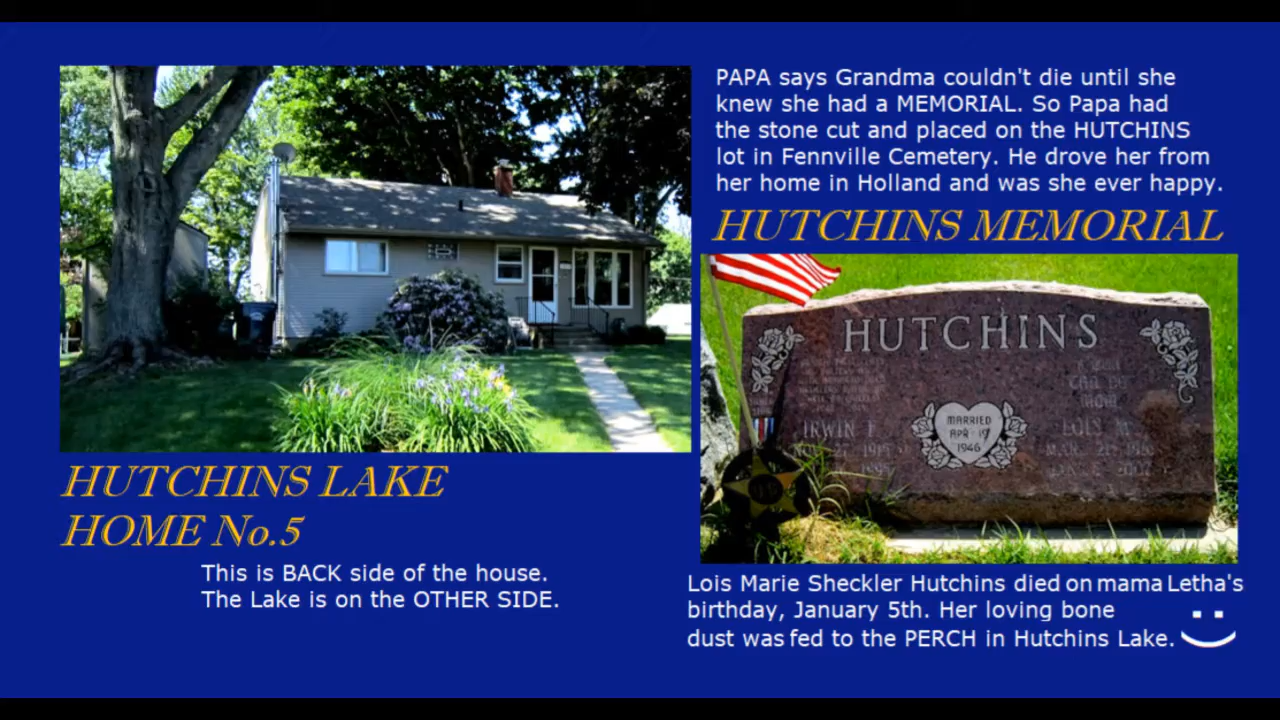 PAPA says Grandma couldn't die until she
knew she had a MEMORIAL. So Papa had
the stone cut and placed on the HUTCHINS
lot in Fennville Cemetery. He drove her from
her home in Holland and was she ever happy.
HUTCHINS MEMORIAL
HUTCHINS
MARRIED
APR 19
1946
IRWIN
LOIS M
HUTCHINS LAKE
HOME No.5
This is BACK side of the house.
The Lake is on the OTHER SIDE.
Lois Marie Sheckler Hutchins died on mama Letha's
birthday, January 5th. Her loving bone
dust was fed to the PERCH in Hutchins Lake.